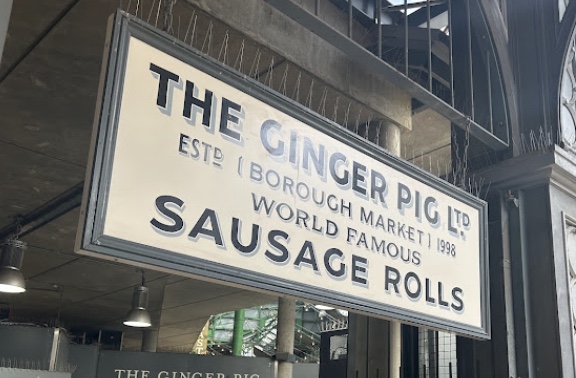 THE GINGER PIG LTD
ESTD (BOROUGH MARKET) 1998
WORLD FAMOUS
SAUSAGE ROLLS
THE GINGER PIG